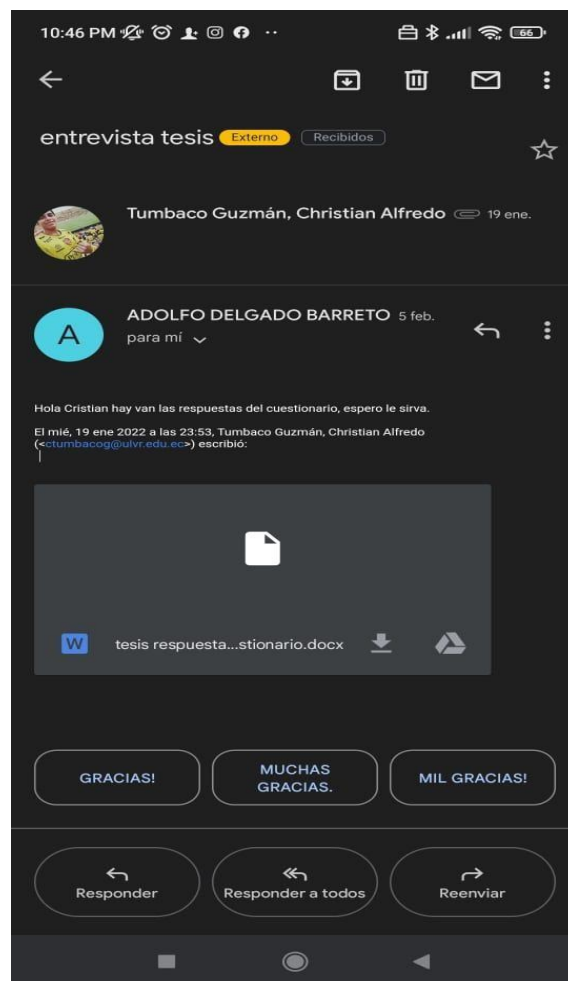 10:46 PM 66
entrevista tesis Externo Recibidos
Tumbaco Guzmán, Christian Alfredo 19 ene.
A
ADOLFO DELGADO BARRETO 5 feb.
para mí
Hola Cristian hay van las respuestas del cuestionario, espero le sirva.
El mié, 19 ene 2022 a las 23:53, Tumbaco Guzmán, Christian Alfredo
(<ctumbacog@ulvr.edu.ec>) escribió:
W tesis respuesta...stionario.docx
GRACIAS!
MUCHAS
GRACIAS.
MIL GRACIAS!
Responder
Responder a todos
Reenviar